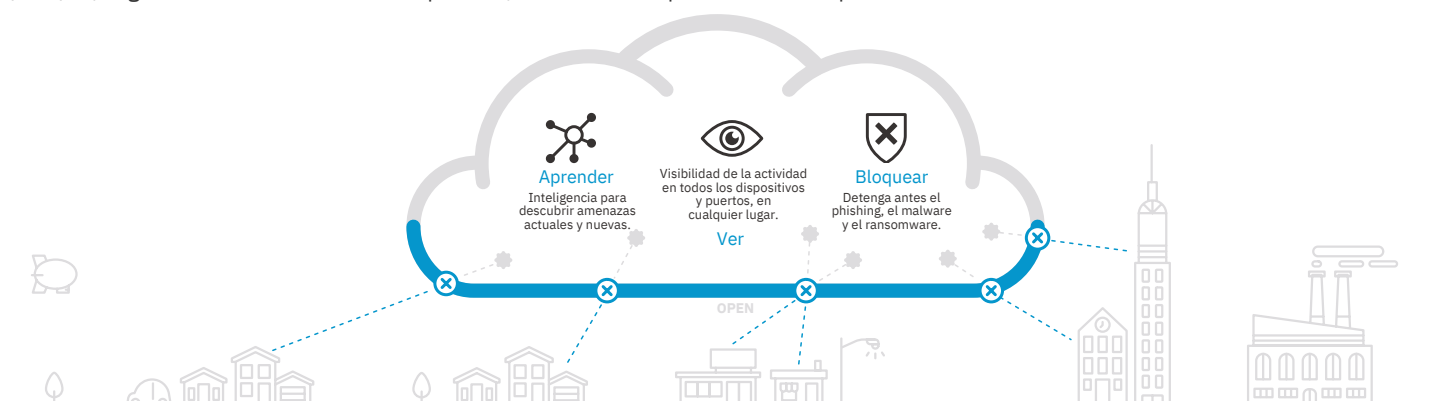 Aprender
Inteligencia para
descubrir amenazas
actuales y nuevas.
Visibilidad de la actividad
en todos los dispositivos
y puertos, en
cualquier lugar.
Ver
Bloquear
Detenga antes el
phishing, el malware
y el ransomware.
OPEN